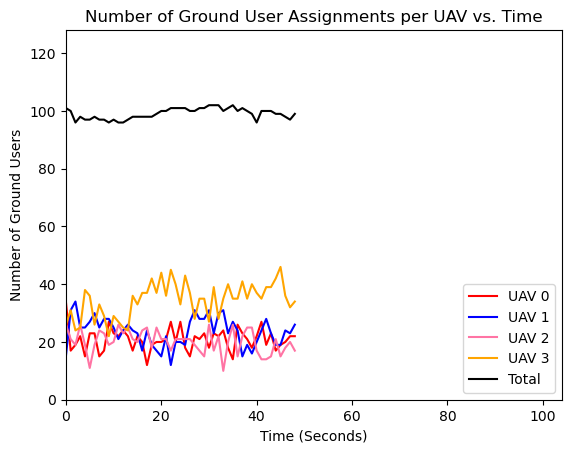 Number of Ground User Assignments per UAV vs. Time
120
100
80
60
40
20
0
Number of Ground Users
0 20 40 60 80 100
Time (Seconds)
UAV 0
UAV 1
UAV 2
UAV 3
Total